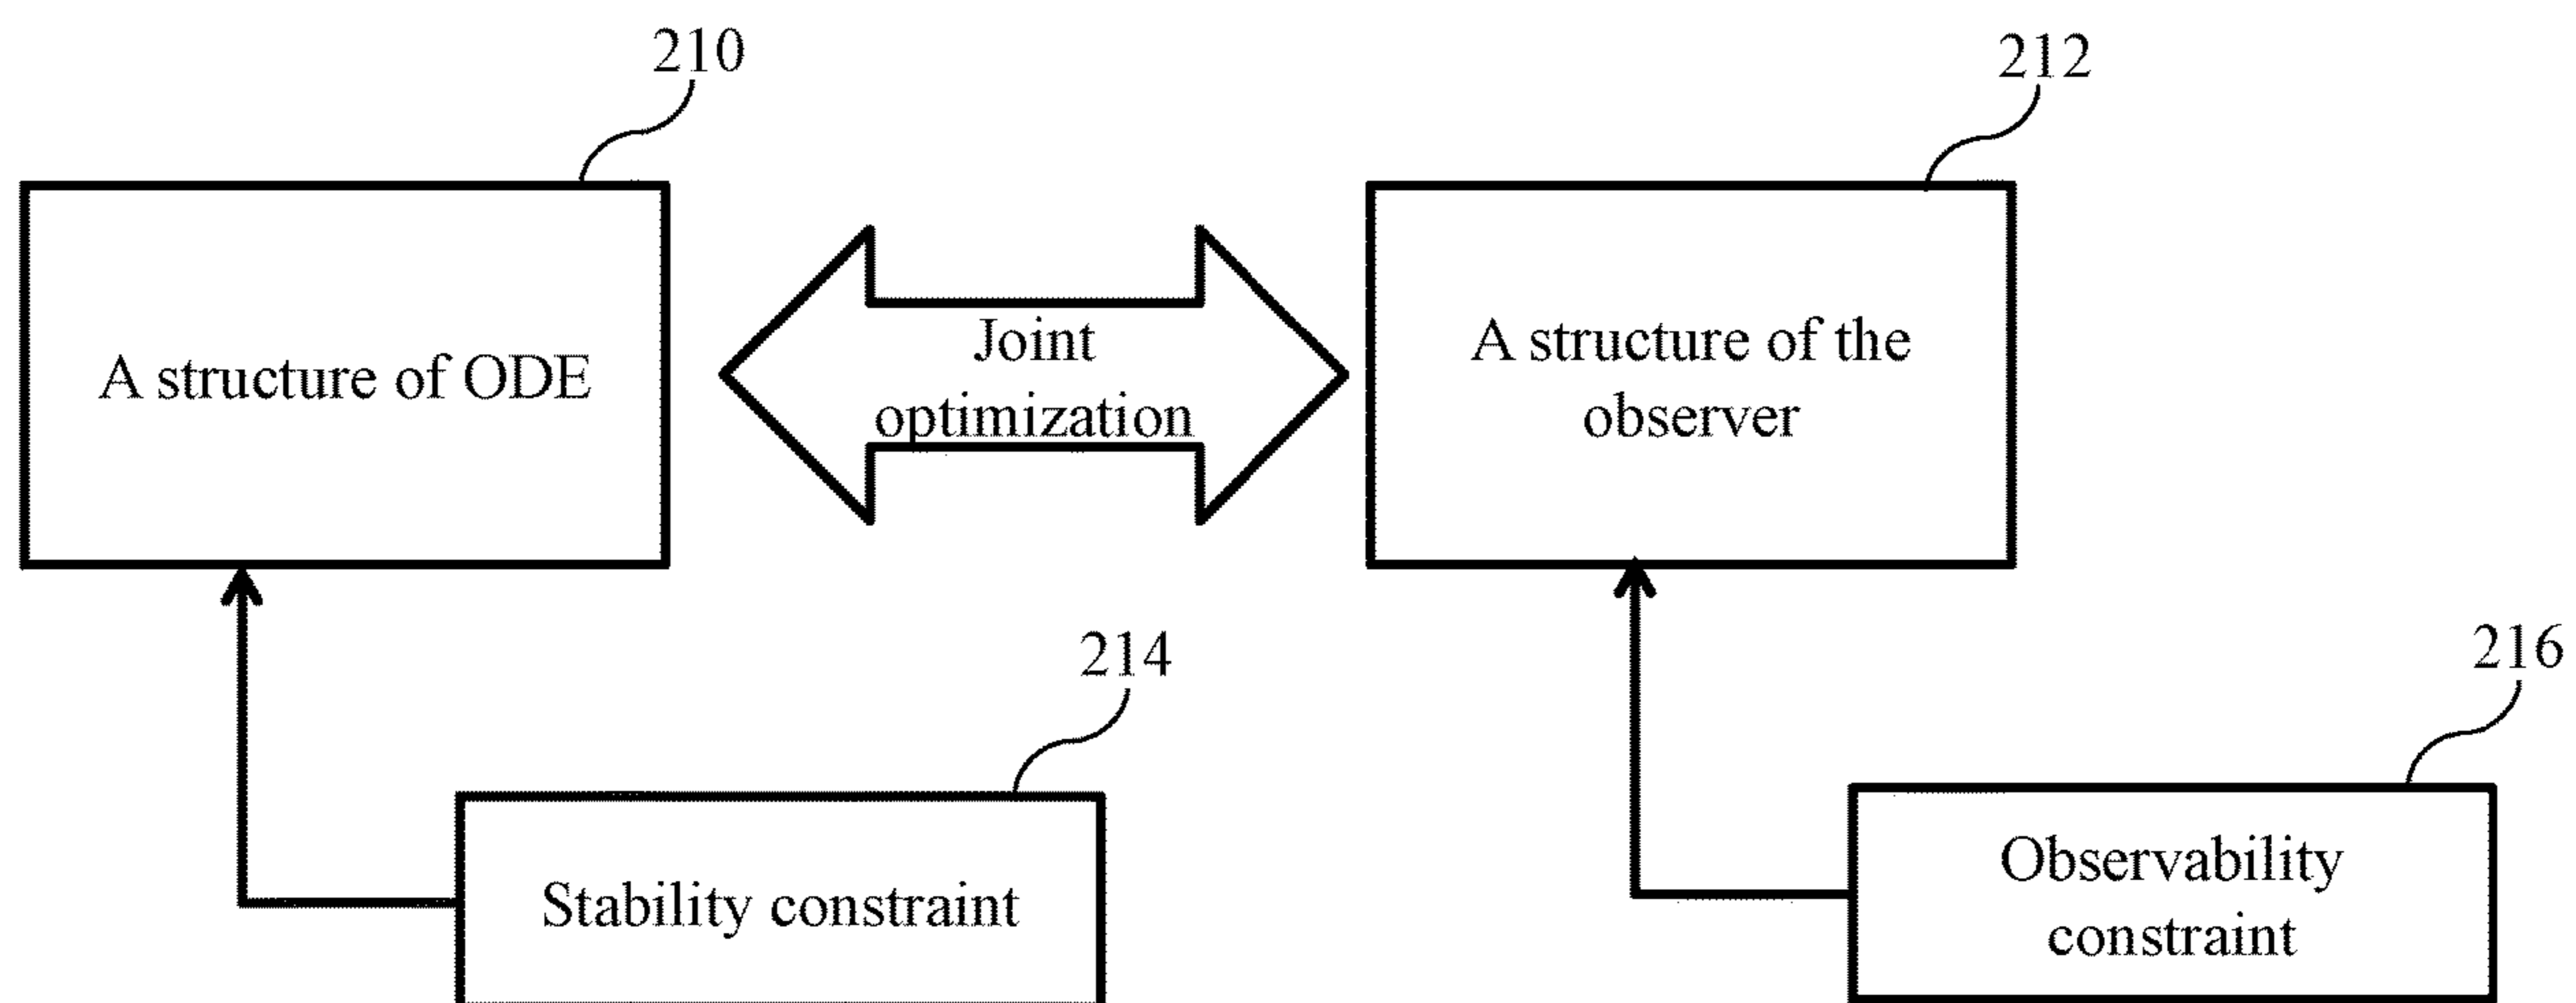 210
212
A structure of ODE
Joint
optimization
A structure of the
observer
214
216
Stability constraint
Observability
constraint